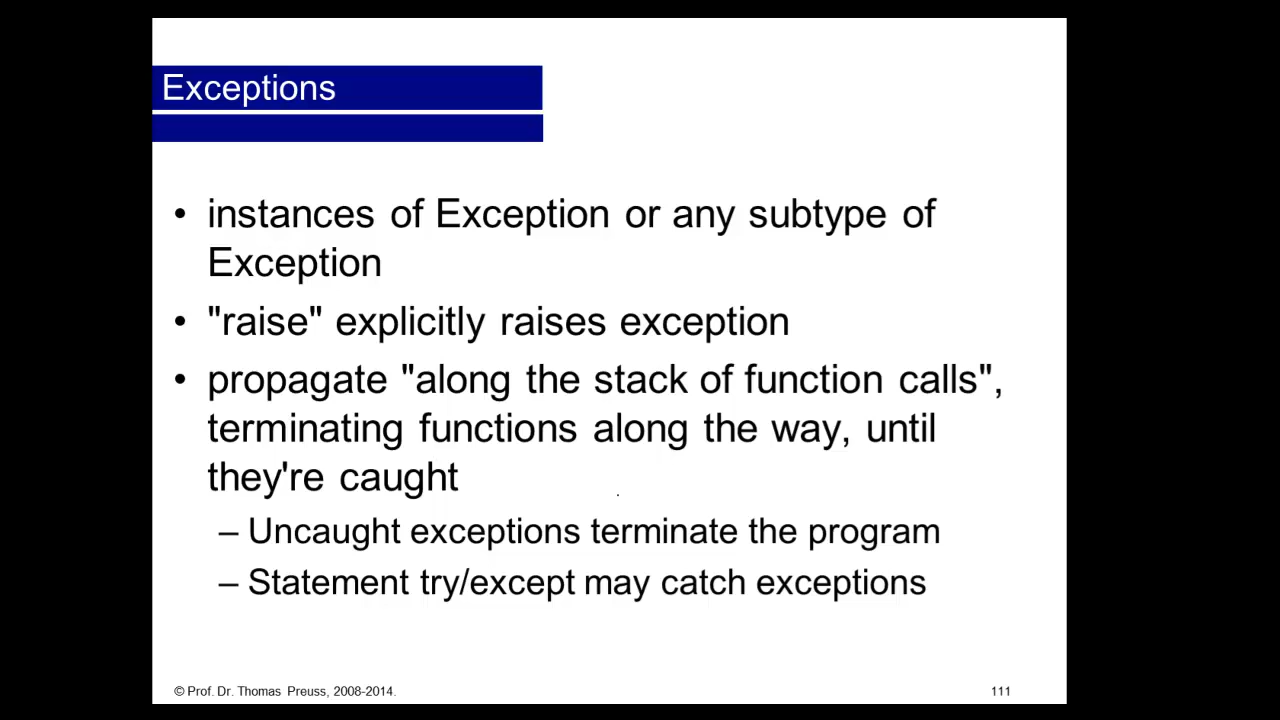 Exceptions
• instances of Exception or any subtype of
Exception
• "raise" explicitly raises exception
• propagate "along the stack of function calls",
terminating functions along the way, until
they're caught
– Uncaught exceptions terminate the program
– Statement try/except may catch exceptions
© Prof. Dr. Thomas Preuss, 2008-2014.
111